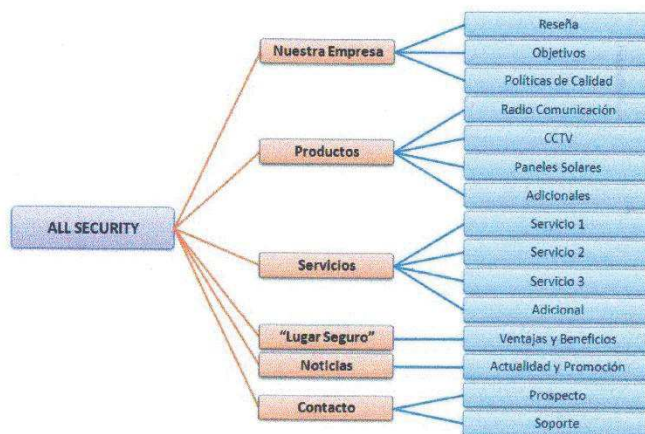 ALL SECURITY
Nuestra Empresa
Reseña
Objetivos
Políticas de Calidad
Productos
Radio Comunicación
CCTV
Paneles Solares
Adicionales
Servicios
Servicio 1
Servicio 2
Servicio 3
Adicional
"Lugar Seguro"
Ventajas y Beneficios
Noticias
Actualidad y Promoción
Contacto
Prospecto
Soporte